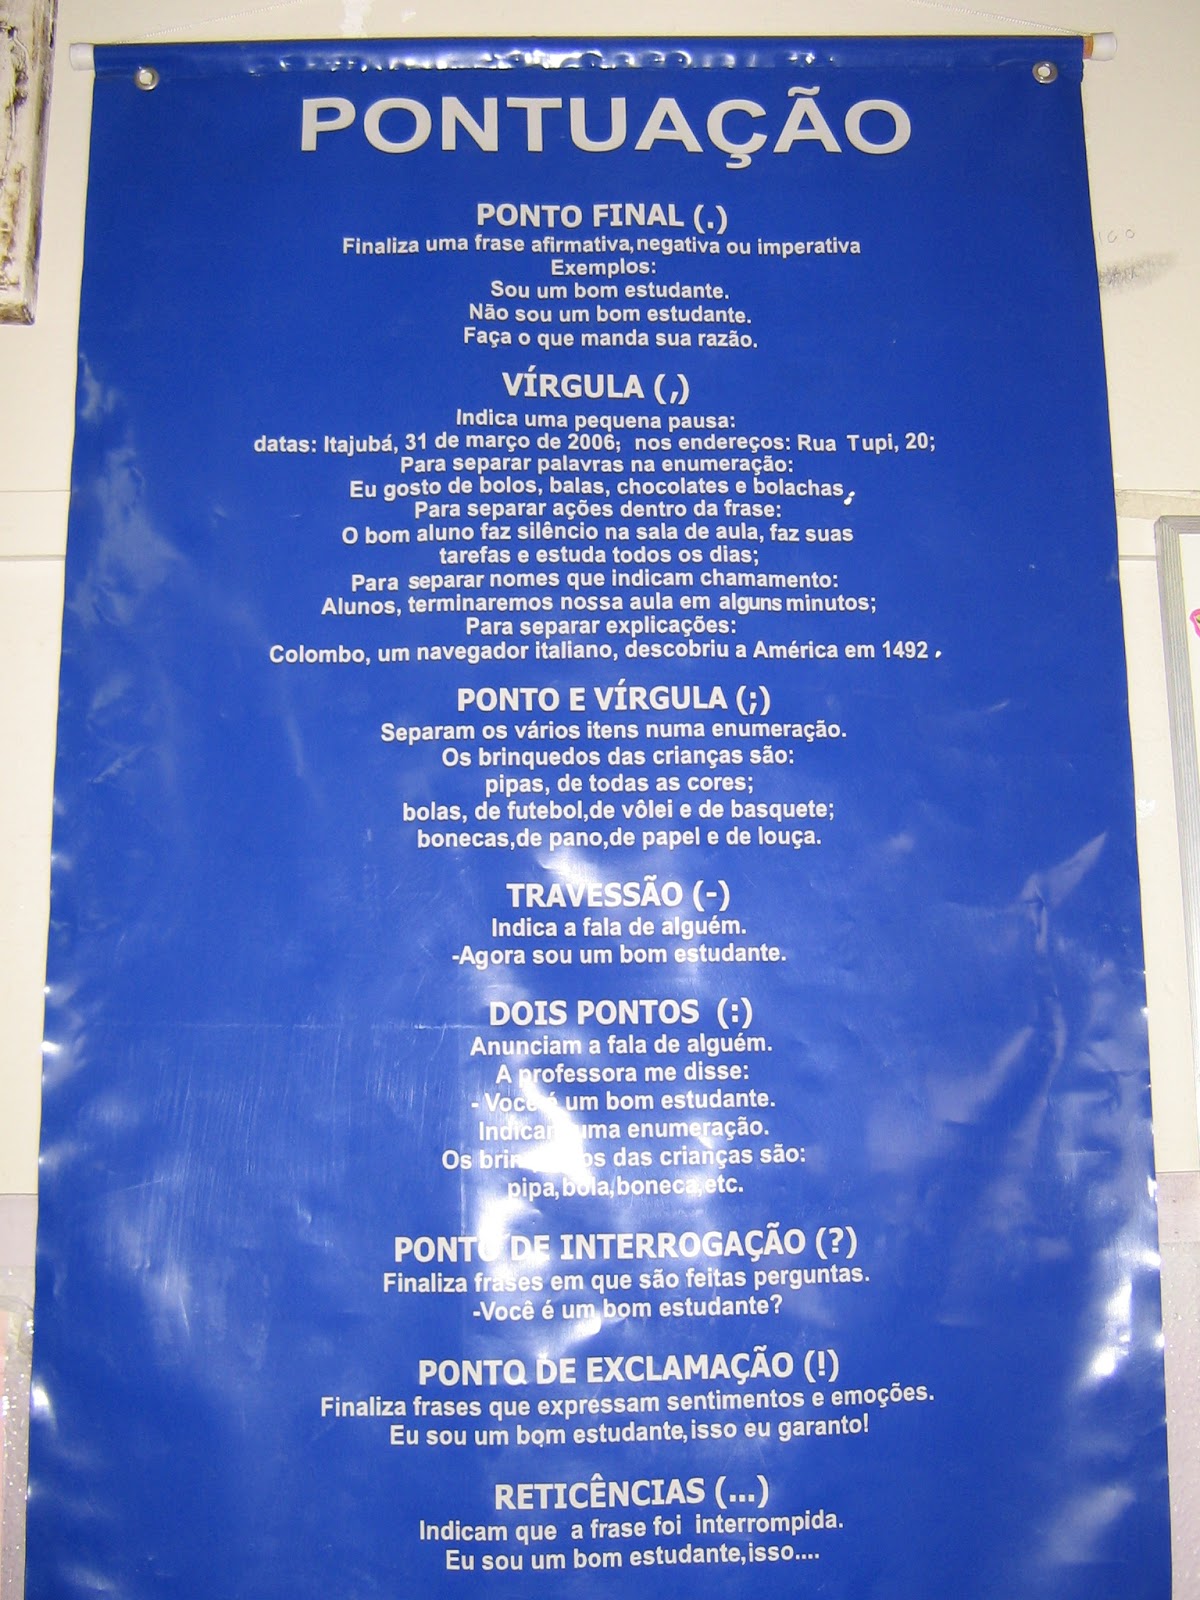 PONTUAÇÃO
PONTO FINAL (.)
Finaliza uma frase afirmativa, negativa ou imperativa
Exemplos:
Sou um bom estudante.
Não sou um bom estudante.
Faça o que manda sua razão.
VÍRGULA (,)
Indica uma pequena pausa:
datas: Itajubá, 31 de março de 2006; nos endereços: Rua Tupi, 20;
Para separar palavras na enumeração:
Eu gosto de bolos, balas, chocolates e bolachas;
Para separar ações dentro da frase:
O bom aluno faz silêncio na sala de aula, faz suas
tarefas e estuda todos os dias;
Para separar nomes que indicam chamamento:
Alunos, terminaremos nossa aula em alguns minutos;
Para separar explicações:
Colombo, um navegador italiano, descobriu a América em 1492.
PONTO E VÍRGULA (;)
Separam os vários itens numa enumeração.
Os brinquedos das crianças são:
pipas, de todas as cores;
bolas, de futebol,de vôlei e de basquete;
bonecas,de pano,de papel e de louça.
TRAVESSÃO (-)
Indica a fala de alguém.
-Agora sou um bom estudante.
DOIS PONTOS (:)
Anunciam a fala de alguém.
A professora me disse:
- Você é um bom estudante.
Indicam uma enumeração.
Os brinquedos das crianças são:
pipa,bola,boneca,etc.
PONTO DE INTERROGAÇÃO (?)
Finaliza frases em que são feitas perguntas.
-Você é um bom estudante?
PONTO DE EXCLAMAÇÃO (!)
Finaliza frases que expressam sentimentos e emoções.
Eu sou um bom estudante,isso eu garanto!
RETICÊNCIAS (...)
Indicam que a frase foi interrompida.
Eu sou um bom estudante,isso....